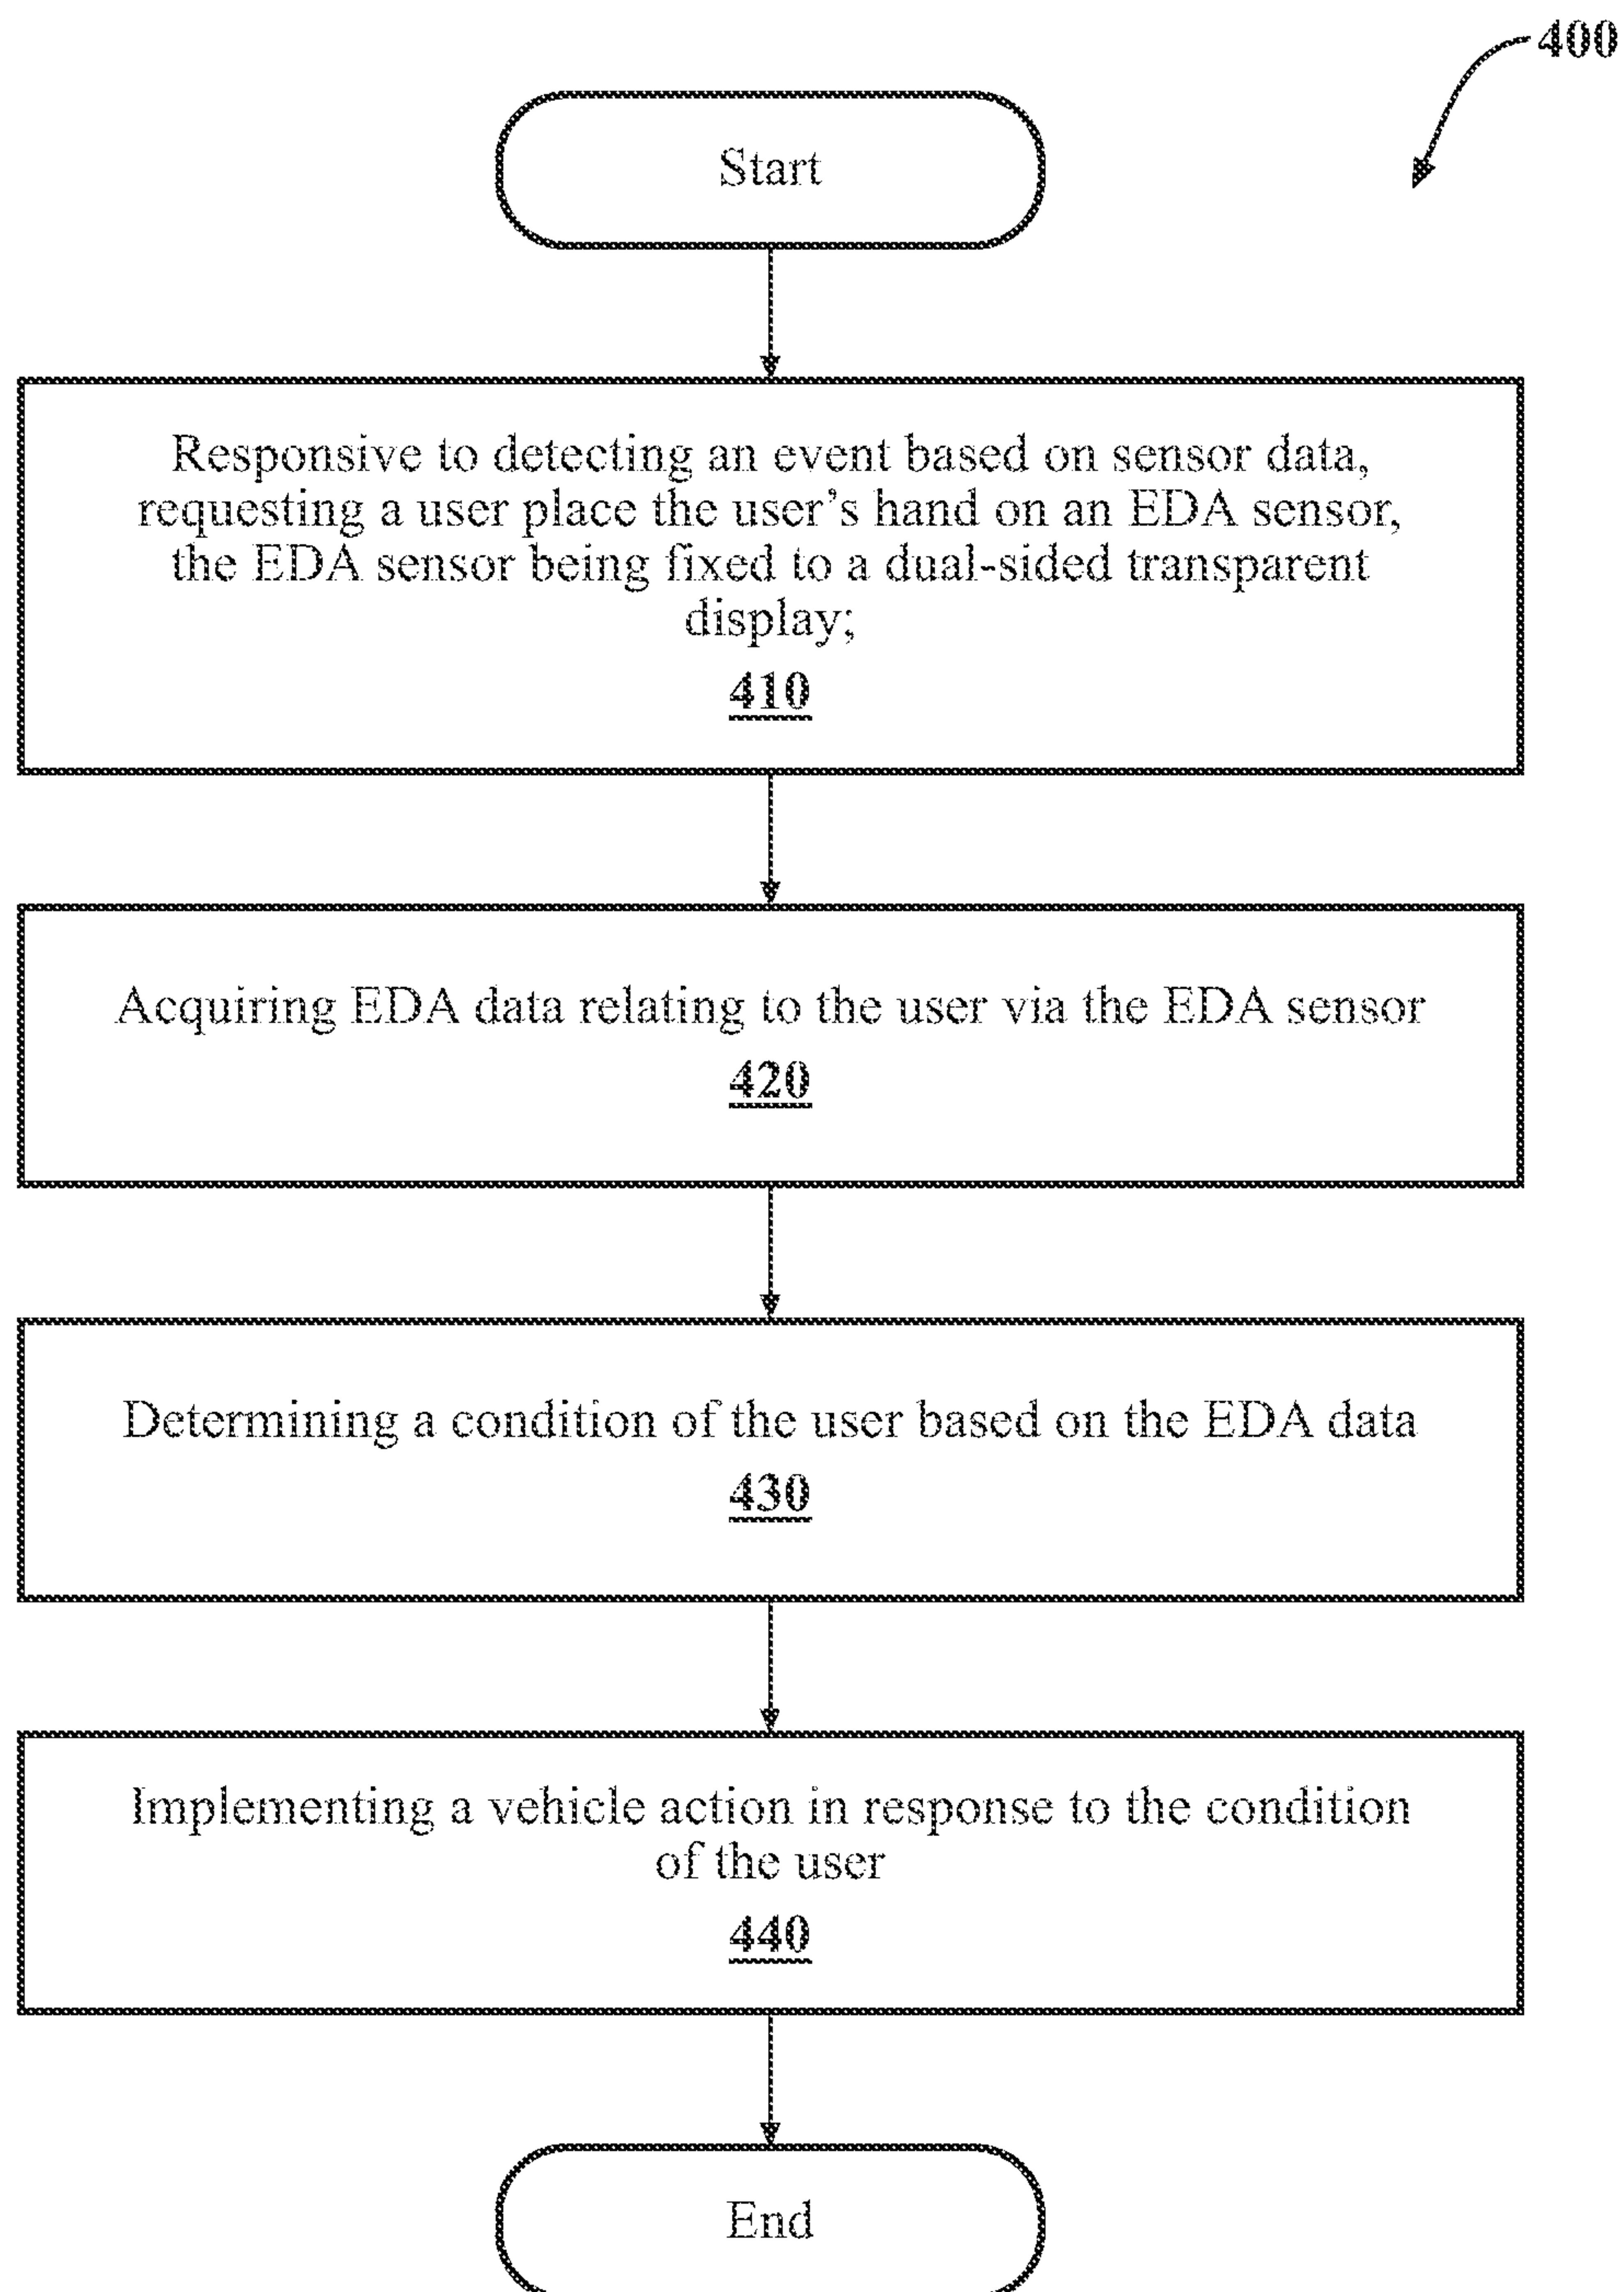 400
Start
Responsive to detecting an event based on sensor data,
requesting a user place the user’s hand on an EDA sensor,
the EDA sensor being fixed to a dual-sided transparent
display;
410
Acquiring EDA data relating to the user via the EDA sensor
420
Determining a condition of the user based on the EDA data
430
Implementing a vehicle action in response to the condition
of the user
440
End